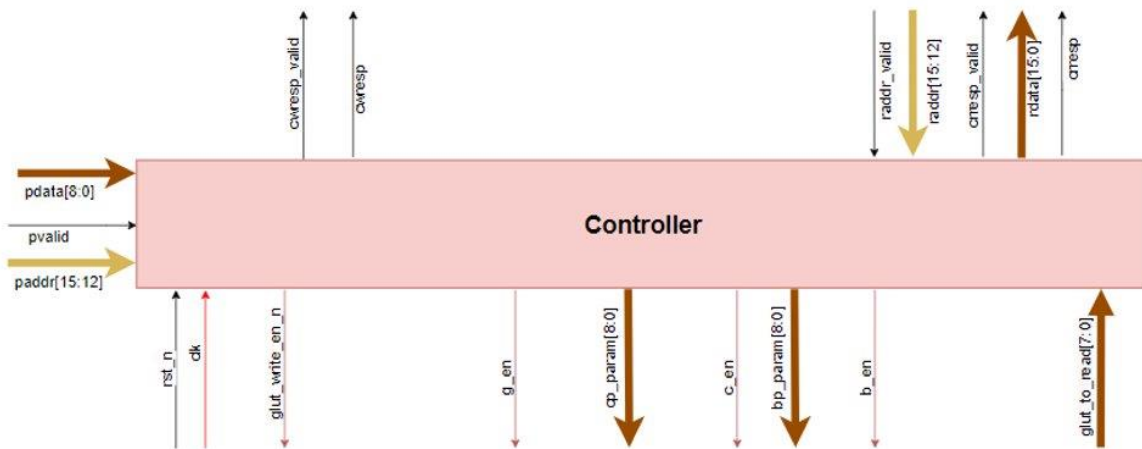 cwresp_valid
cwresp
raddr_valid
raddr[15:12]
crresp_valid
rdata[15:0]
crresp
pdata[8:0]
pvalid
paddr[15:12]
Controller
rst_n
clk
glut_write_en_n
g_en
cp_param[8:0]
c_en
bp_param[8:0]
b_en
glut_to_read[7:0]